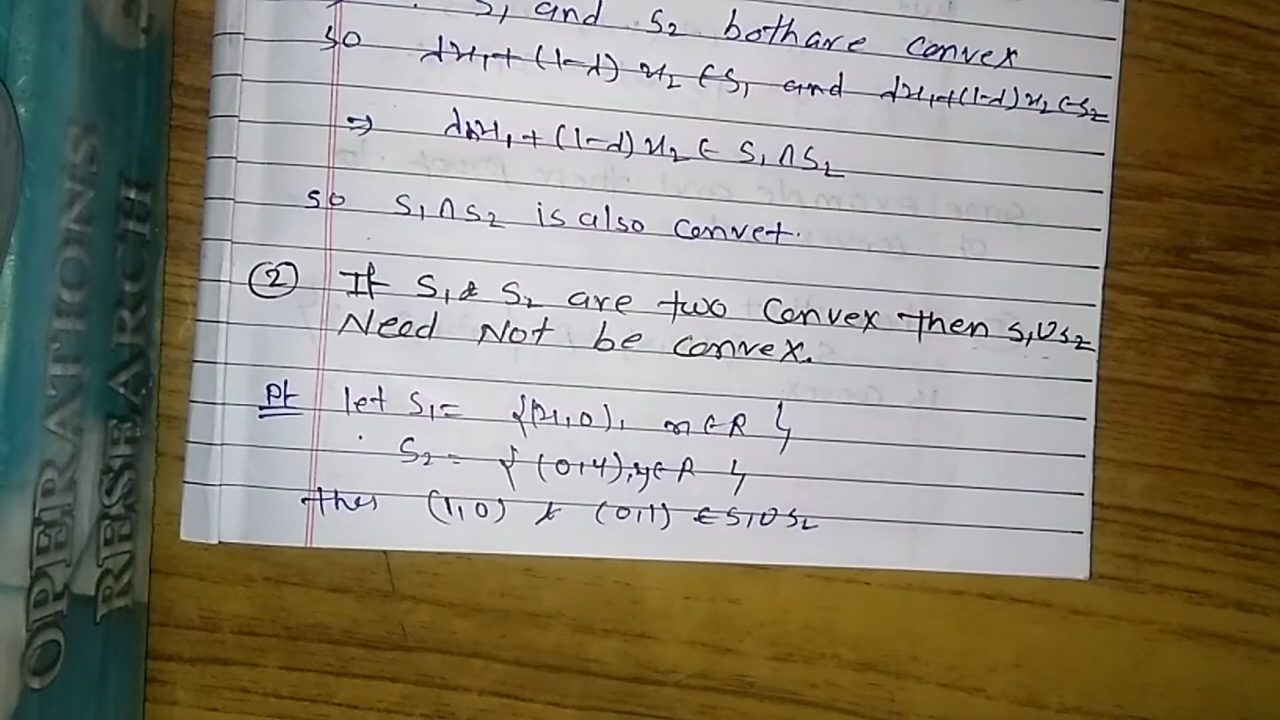 S₁ and S₂ both are convex
so λx₁+(1-λ) x₂ ∈ S₁ and λx₁+(1-λ)x₂ ∈ S₂
⇒ λx₁+(1-λ)x₂ ∈ S₁∩S₂
so S₁∩S₂ is also convex.
② If S₁ & S₂ are two convex then S₁∪S₂
Need Not be convex.
Pf let S₁= {(x,0), x∈R}
S₂= {(0,y), y∈R}
then (1,0) & (0,1) ∈ S₁∪S₂
OPERATIONS
RESEARCH